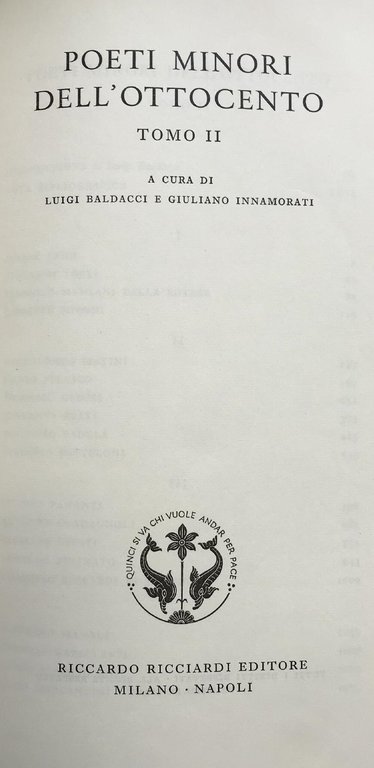 POETI MINORI
DELL'OTTOCENTO
TOMO II
A CURA DI
LUIGI BALDACCI E GIULIANO INNAMORATI
QUINCI SI VA CHI VUOLE ANDAR PER PACE
RICCARDO RICCIARDI EDITORE
MILANO · NAPOLI